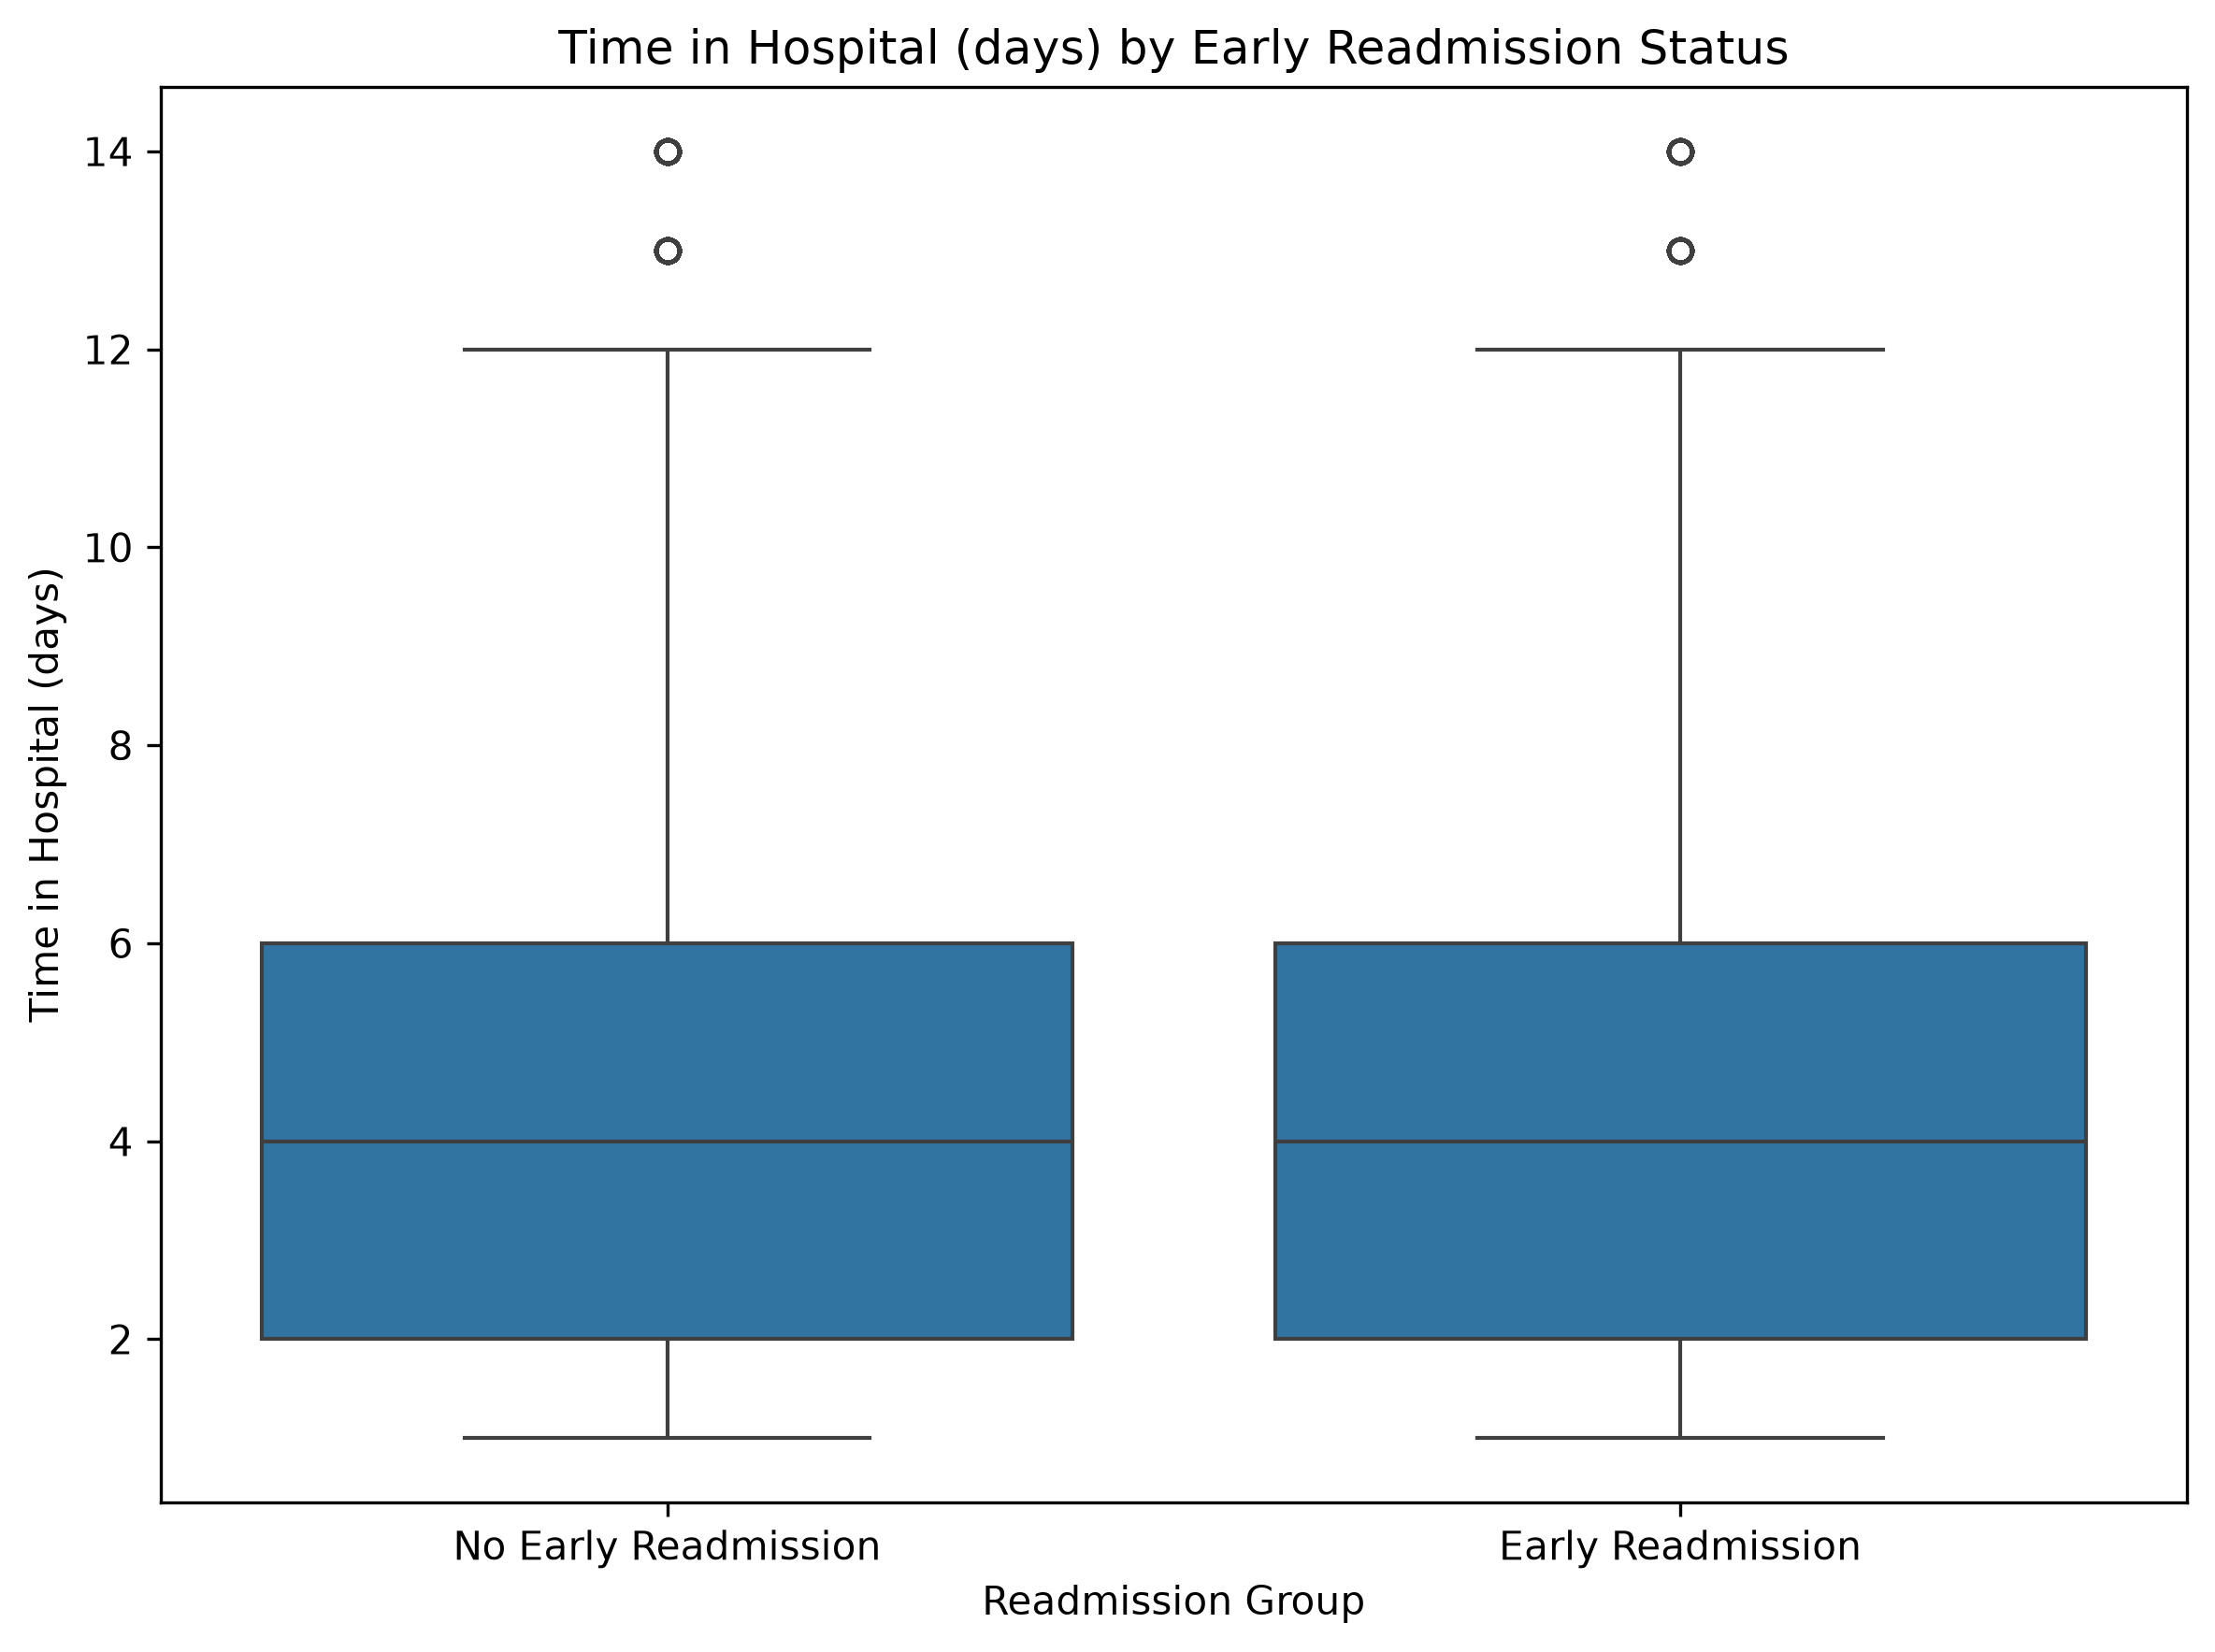 Time in Hospital (days) by Early Readmission Status
14
12
10
8
6
4
2
Time in Hospital (days)
No Early Readmission
Early Readmission
Readmission Group